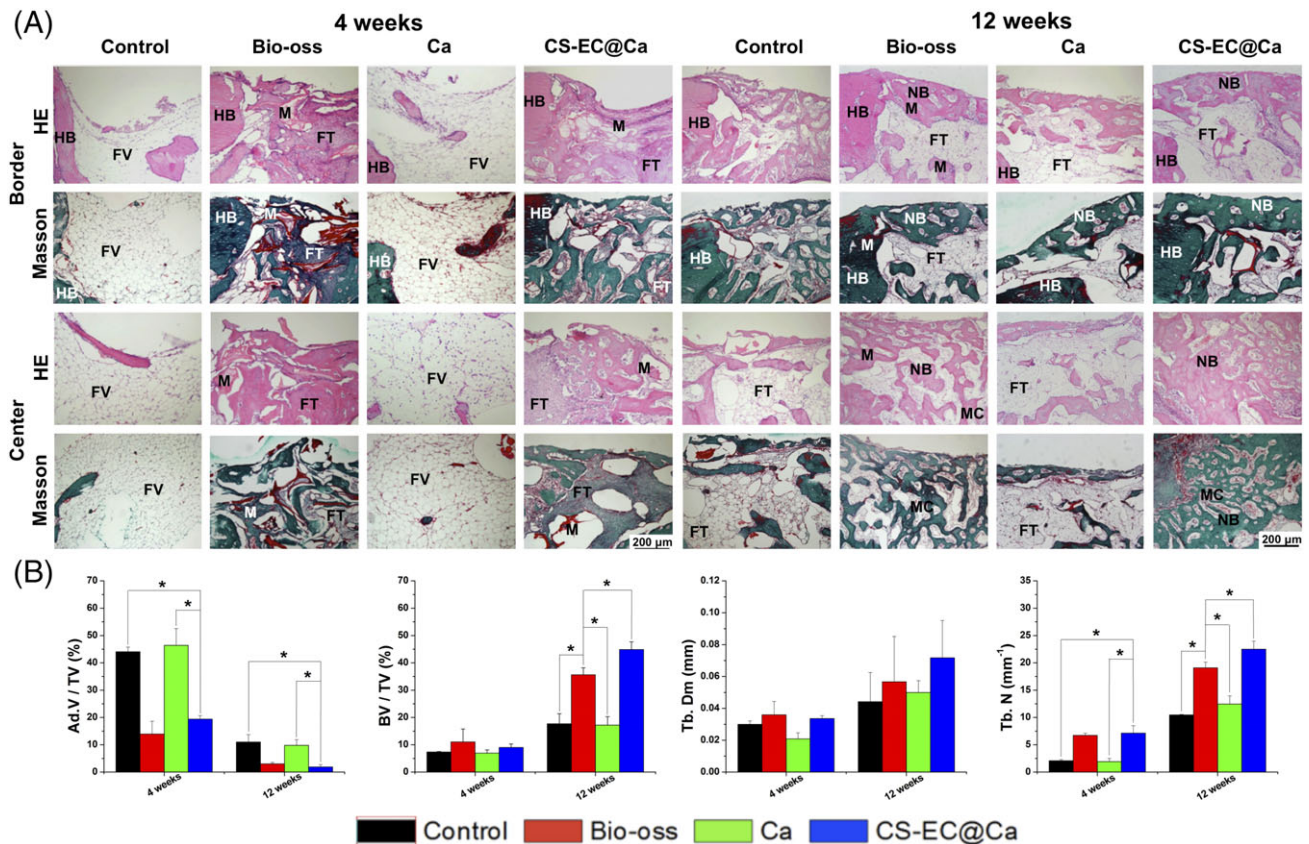 (A)
4 weeks 12 weeks
Control Bio-oss Ca CS-EC@Ca Control Bio-oss Ca CS-EC@Ca
Border
HE
HB FV
HB M FT
HB FV
HB M FT
HB
HB NB M FT M
HB FT
NB FT HB
Masson
HB FV
HB M FT
HB FV
HB FT
HB
NB M FT HB
NB HB
NB HB
Center
HE
FV
M FT
FV
M FT
FT
M NB MC
FT
NB
Masson
FV
M FT
FV
FT M 200 μm
FT
MC
FT
MC NB 200 μm
(B)
Ad.V / TV (%)
70
60
50
40
30
20
10
0
* * * *
4 weeks 12 weeks
BV / TV (%)
70
60
50
40
30
20
10
0
* * *
4 weeks 12 weeks
Tb. Dm (mm)
0.12
0.10
0.08
0.06
0.04
0.02
0.00
4 weeks 12 weeks
Tb. N (mm⁻¹)
35
30
25
20
15
10
5
0
* * * * *
4 weeks 12 weeks
Control Bio-oss Ca CS-EC@Ca